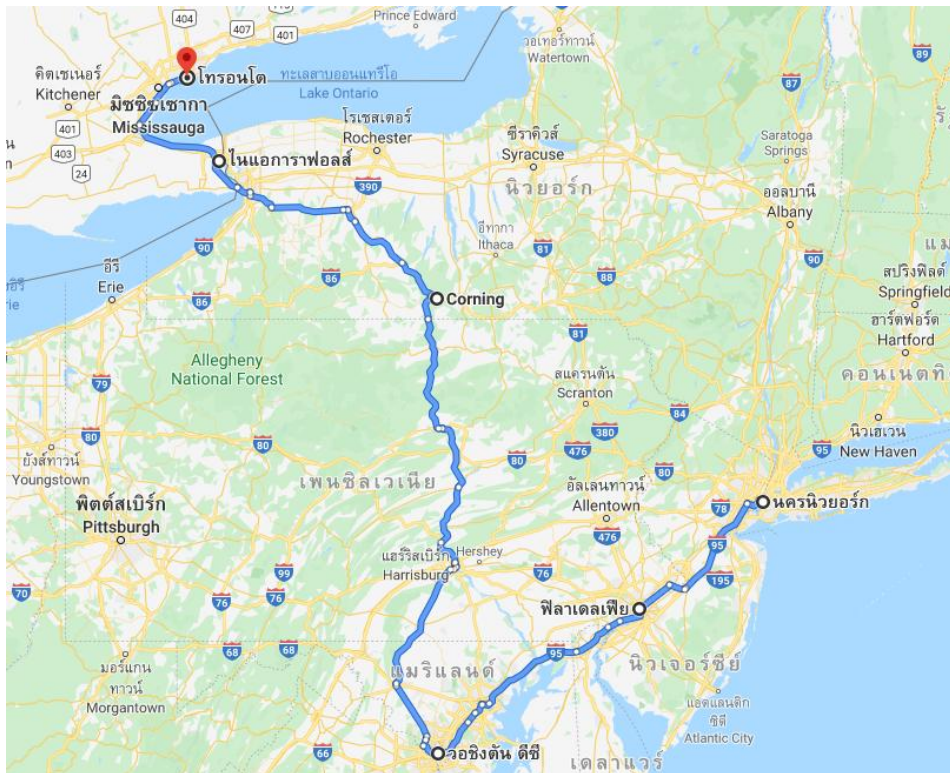 404
407
401
Prince Edward
วอเทอร์ทาวน์
Watertown
81
87
89
คิตเชเนอร์
Kitchener
โทรอนโต
ทะเลสาบออนแทรีโอ
Lake Ontario
มิซซิซเซากา
Mississauga
401
403
24
โรเชสเตอร์
Rochester
ซีราคิวส์
Syracuse
Saratoga
Springs
ไนแอการาฟอลส์
390
นิวยอร์ก
ออลบานี
Albany
อีทากา
Ithaca
81
90
90
88
86
86
อีรี
Erie
สปริงฟิลด์
Springfield
Corning
81
ฮาร์ตฟอร์ด
Hartford
Allegheny
National Forest
79
สแครนตัน
Scranton
คอนเนตทิ
84
380
476
80
80
80
80
นิวเฮเวน
New Haven
95
ยังส์ทาวน์
Youngstown
เพนซิลเวเนีย
พิตต์สเบิร์ก
Pittsburgh
อัลเลนทาวน์
Allentown
78
นครนิวยอร์ก
476
95
แฮร์ริสเบิร์ก
Harrisburg
Hershey
76
195
99
70
76
76
ฟิลาเดลเฟีย
68
68
95
แมริแลนด์
นิวเจอร์ซีย์
มอร์แกน
ทาวน์
Morgantown
แอตแลนติก
ซิตี
Atlantic City
66
วอชิงตัน ดีซี
เดลาแวร์